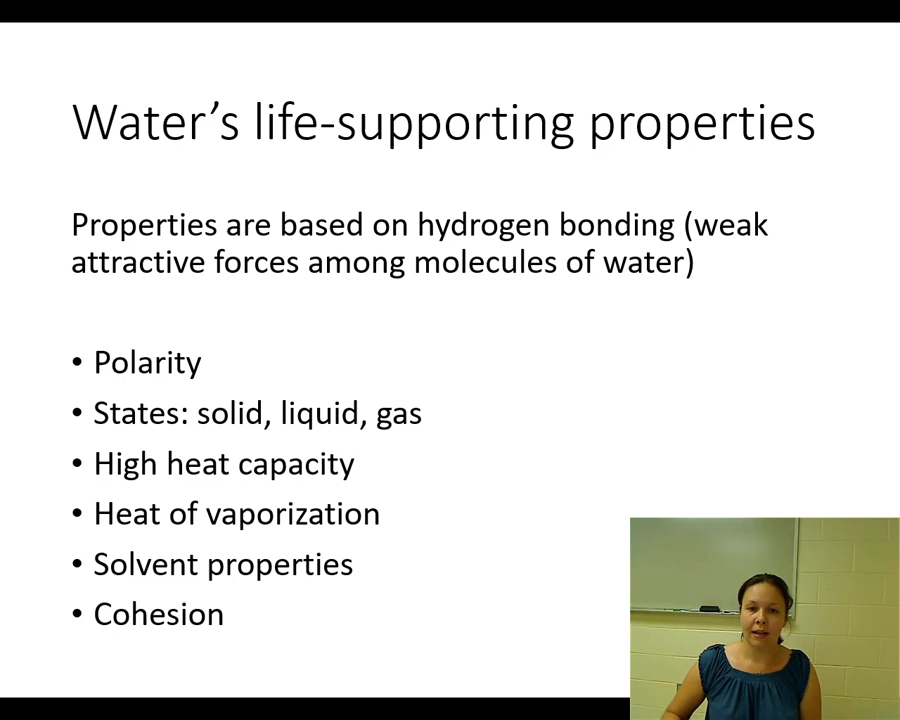 Water’s life-supporting properties
Properties are based on hydrogen bonding (weak
attractive forces among molecules of water)
• Polarity
• States: solid, liquid, gas
• High heat capacity
• Heat of vaporization
• Solvent properties
• Cohesion